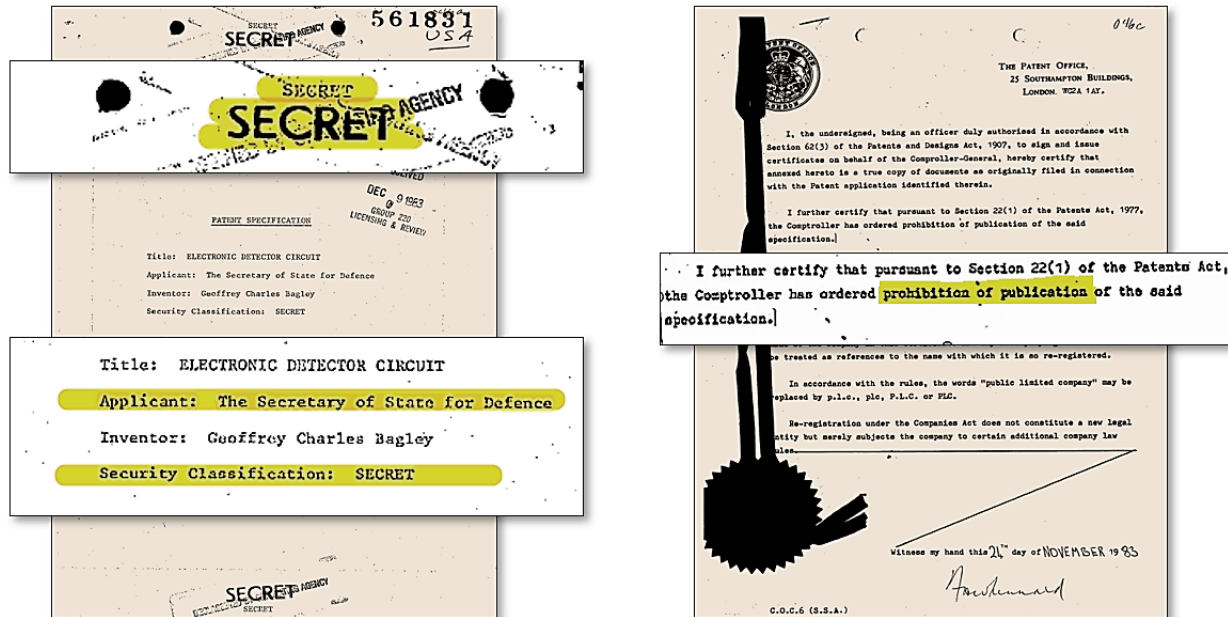 SECRET
SECRET
561831
USA
SECRET
SECRET
AGENCY
DEC 9 1983
GROUP 220
LICENSING & REVIEW
PATENT SPECIFICATION
Title: ELECTRONIC DETECTOR CIRCUIT
Applicant: The Secretary of State for Defence
Inventor: Geoffrey Charles Bagley
Security Classification: SECRET
Title: ELECTRONIC DETECTOR CIRCUIT
Applicant: The Secretary of State for Defence
Inventor: Geoffrey Charles Bagley
Security Classification: SECRET
SECRET
AGENCY
SECRET
THE PATENT OFFICE,
25 SOUTHAMPTON BUILDINGS,
LONDON. WC2A 1AY.
I, the undersigned, being an officer duly authorised in accordance with
Section 62(3) of the Patents and Designs Act, 1907, to sign and issue
certificates on behalf of the Comptroller-General, hereby certify that
annexed hereto is a true copy of documents as originally filed in connection
with the Patent application identified therein.
I further certify that pursuant to Section 22(1) of the Patents Act, 1977,
the Comptroller has ordered prohibition of publication of the said
specification.
I further certify that pursuant to Section 22(1) of the Patents Act,
the Comptroller has ordered prohibition of publication of the said
specification.
be treated as references to the name with which it is so re-registered.
In accordance with the rules, the words "public limited company" may be
replaced by p.l.c., plc, P.L.C. or PLC.
Re-registration under the Companies Act does not constitute a new legal
entity but merely subjects the company to certain additional company law
rules.
Witness my hand this 24TH day of NOVEMBER 1983
C.O.C.6 (S.S.A.)